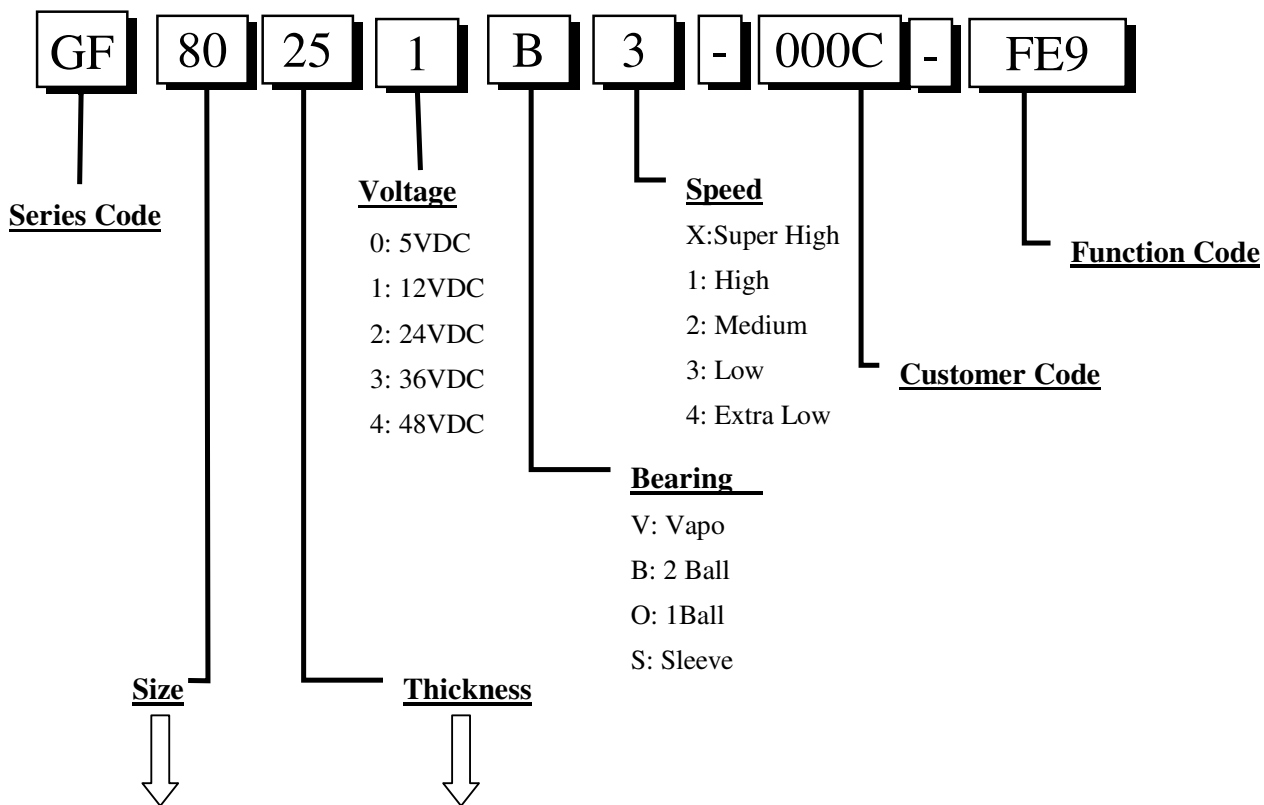 GF 80 25 1 B 3 - 000C - FE9
Series Code
Voltage
0: 5VDC
1: 12VDC
2: 24VDC
3: 36VDC
4: 48VDC
Speed
X:Super High
1: High
2: Medium
3: Low
4: Extra Low
Function Code
Customer Code
Bearing
V: Vapo
B: 2 Ball
O: 1Ball
S: Sleeve
Size
Thickness